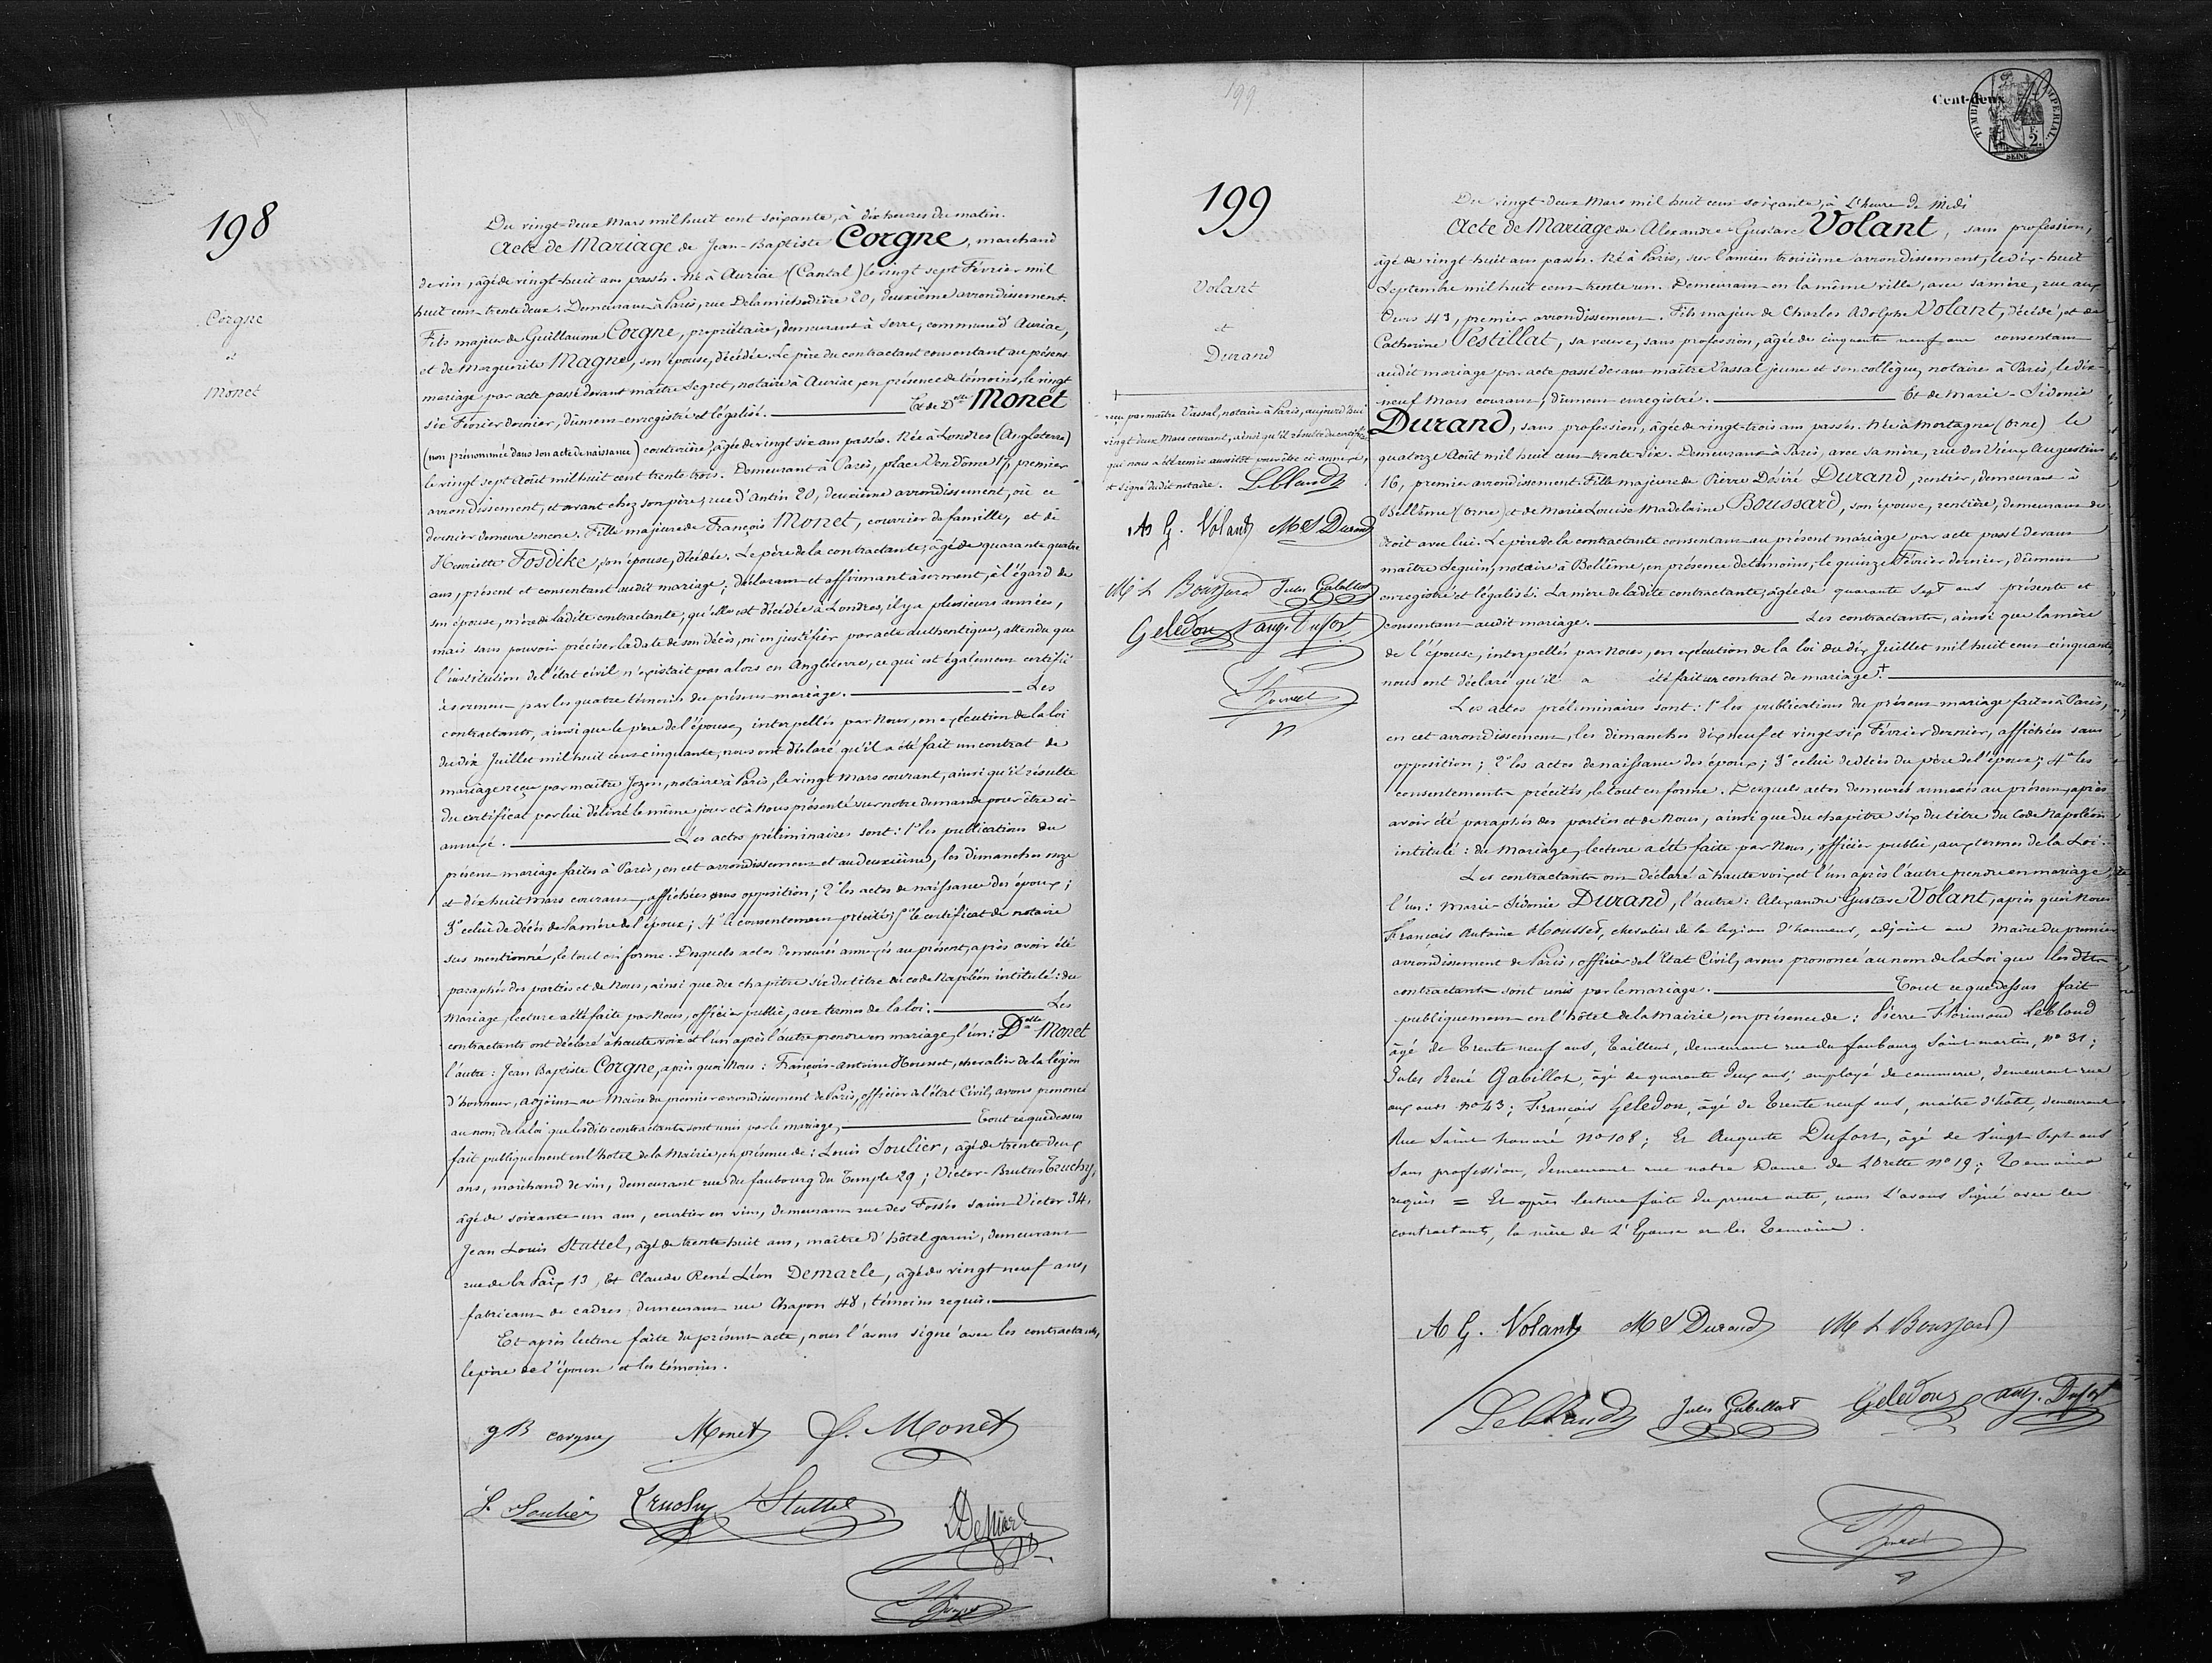 198
Corgne
et
Monet
Du vingt-deux Mars mil huit cent soixante, à dix heures du matin.
Acte de Mariage de Jean-Baptiste Corgne, marchand
de vin, âgé de vingt-huit ans passés. Né à Auriac (Cantal) le vingt sept Février mil
huit cent trente deux. Demeurant à Paris, rue Delamichodière 20, deuxième arrondissement.
Fils majeur de Guillaume Corgne, propriétaire, demeurant à Serre, commune d'Auriac,
et de Marguerite Magne, son épouse, décédée. Le père du contractant consentant au présent
mariage par acte passé devant maître Segret, notaire à Auriac, en présence de témoins, le vingt
six Février dernier, dûment enregistré et légalisé. Et de Dlle Monet
(non prénommée dans son acte de naissance) couturière, âgée de vingt six ans passés. Née à Londres (Angleterre)
le vingt sept Août mil huit cent trente trois. Demeurant à Paris, place Vendôme 17, premier
arrondissement, et avant chez son père, rue d'Antin 20, deuxième arrondissement, où ce
dernier demeure encore. Fille majeure de François Monet, courrier de famille, et de
Henriette Fosdike, son épouse, décédée. Le père de la contractante, âgé de quarante quatre
ans, présent et consentant audit mariage; déclarant et affirmant à serment, à l'égard de
son épouse, mère de ladite contractante, qu'elle est décédée à Londres, il y a plusieurs années,
mais sans pouvoir préciser la date de son décès, ni en justifier par acte authentique, attendu que
l'institution de l'état civil n'existait pas alors en Angleterre, ce qui est également certifié
à serment par les quatre témoins du présent mariage. Les
contractants, ainsi que le père de l'épouse, interpellés par Nous, en exécution de la loi
du dix Juillet mil huit cent cinquante, nous ont déclaré qu'il a été fait un contrat de
mariage reçu par maître Jozon, notaire à Paris, le vingt Mars courant, ainsi qu'il résulte
du certificat par lui délivré le même jour et à Nous présenté sur notre demande pour être ci-
annexé. Les actes préliminaires sont: 1° les publications du
présent mariage faites à Paris, en cet arrondissement et au deuxième, les dimanches onze
et dix huit Mars courant, affichées sans opposition; 2° les actes de naissance des époux;
3° celui de décès de la mère de l'époux; 4° le consentement précité; 5° le certificat de notaire
sus mentionné, le tout en forme. Desquels actes demeurés annexés au présent, après avoir été
paraphés des parties et de Nous, ainsi que du chapitre six du titre du code Napoléon intitulé: du
Mariage, lecture a été faite par Nous, officier public, aux termes de la loi. Les
contractants ont déclaré à haute voix et l'un après l'autre prendre en mariage, l'un: Delle Monet
l'autre: Jean Baptiste Corgne, après quoi Nous: François-Antoine Housset, chevalier de la légion
d'honneur, adjoint au Maire du premier arrondissement de Paris, officier de l'état Civil, avons prononcé
au nom de la loi que lesdits contractants sont unis par le mariage, Tout ce que dessus
fait publiquement en l'hôtel de la Mairie, en présence de: Louis Soulier, âgé de trente deux
ans, marchand de vin, demeurant rue du faubourg du Temple 29; Victor-Brutus Truchy,
âgé de soixante-un ans, courtier en vins, demeurant rue des Fossés Saint-Victor 34,
Jean Louis Stuttel, âgé de trente huit ans, maître d'hôtel garni, demeurant
rue de la Paix 13, Et Claude René Léon Demarle, âgé de vingt neuf ans,
fabricant de cadres, demeurant rue Chapon 48, témoins requis.
Et après lecture faite du présent acte, nous l'avons signé avec les contractants,
le père de l'épouse et les témoins.
JB corgne Monet F. Monet
L. Soulier Truchy Stuttel Demarle
Housset
199
199
Volant
et
Durand
reçu par maître Vassal, notaire à Paris, aujourd'hui
vingt deux Mars courant, ainsi qu'il résulte du certificat
qui nous a été remis aussitôt pour être ci annexé,
et signé dudit notaire. Leblaud
A G. Volant M S Durand
M L Boussard Jules Gabillot
Geledon aug. Dufort
Housset
Cent-deux
TIMBRE IMPERIAL
2.
SEINE
Du vingt-deux Mars mil huit cent soixante, à L'heure de Midi
Acte de Mariage de Alexandre-Gustave Volant, sans profession,
âgé de vingt-huit ans passés. Né à Paris, sur l'ancien troisième arrondissement, le dix-huit
Septembre mil huit cent trente un. Demeurant en la même ville, avec sa mère, rue aux
Ours 43, premier arrondissement. Fils majeur de Charles Adolphe Volant, décédé, et de
Catherine Pestillat, sa veuve, sans profession, âgée de cinquante neuf ans consentant
audit mariage par acte passé devant maître Vassal jeune et son collègue, notaires à Paris, le dix-
neuf Mars courant, dûment enregistré. Et de Marie-Sidonie
Durand, sans profession, âgée de vingt-trois ans passés. Née à Mortagne (Orne) le
quatorze Août mil huit cent trente six. Demeurant à Paris, avec sa mère, rue des Vieux Augustins
16, premier arrondissement. Fille majeure de Pierre Désiré Durand, rentier, demeurant à
Bellême (Orne) et de Marie Louise Madelaine Boussard, son épouse, rentière, demeurant de
droit avec lui. Le père de la contractante consentant au présent mariage par acte passé devant
maître Seguin, notaire à Bellême, en présence de témoins, le quinze Février dernier, dûment
enregistré et légalisé. La mère de ladite contractante, âgée de quarante sept ans présente et
consentant audit mariage. Les contractants, ainsi que la mère
de l'épouse, interpellés par Nous, en exécution de la loi du dix Juillet mil huit cent cinquante,
nous ont déclaré qu'il a été fait un contrat de mariage.
Les actes préliminaires sont: 1° les publications du présent mariage faites à Paris,
en cet arrondissement, les dimanches dix neuf et vingt six Février dernier, affichées sans
opposition; 2° les actes de naissance des époux; 3° celui de décès du père de l'époux; 4° les
consentements précités, le tout en forme. Desquels actes demeurés annexés au présent, après
avoir été paraphés des parties et de Nous, ainsi que du chapitre six du titre du Code Napoléon
intitulé: du Mariage, lecture a été faite par Nous, officier public, aux termes de la Loi.
Les contractants ont déclaré à haute voix et l'un après l'autre prendre en mariage,
l'un: Marie-Sidonie Durand, l'autre: Alexandre Gustave Volant, après quoi Nous
François Antoine Housset, chevalier de la legion d'honneur, adjoint au Maire du premier
arrondissement de Paris, officier de l'Etat Civil, avons prononcé au nom de la Loi que lesdits
contractants sont unis par le mariage. Tout ce que dessus fait
publiquement en l'hôtel de la Mairie, en présence de: Pierre Florimond Leblaud
âgé de Trente neuf ans, Tailleur, demeurant rue du faubourg Saint-martin, n° 31;
Jules René Gabillot, âgé de quarante deux ans; employé de commerce, demeurant rue
aux ours n° 43; François Geledon, âgé de Trente neuf ans, maître d'hôtel, demeurant
Rue Saint honoré n° 108; Et Auguste Dufort, âgé de Vingt Sept ans
Sans profession, demeurant rue notre Dame de Lorette n° 19; Temoins
requis = Et après lecture faite du présent acte, nous l'avons Signé avec les
contractants, la mère de l'Epouse et les Temoins.
A G. Volant M S Durand M L Boussard
Leblaud Jules Gabillot Geledon aug. Dufort
Housset